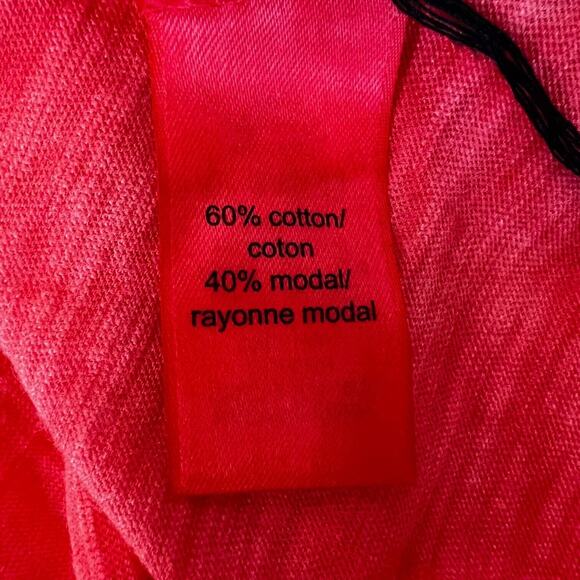 60% cotton/
coton
40% modal/
rayonne modal